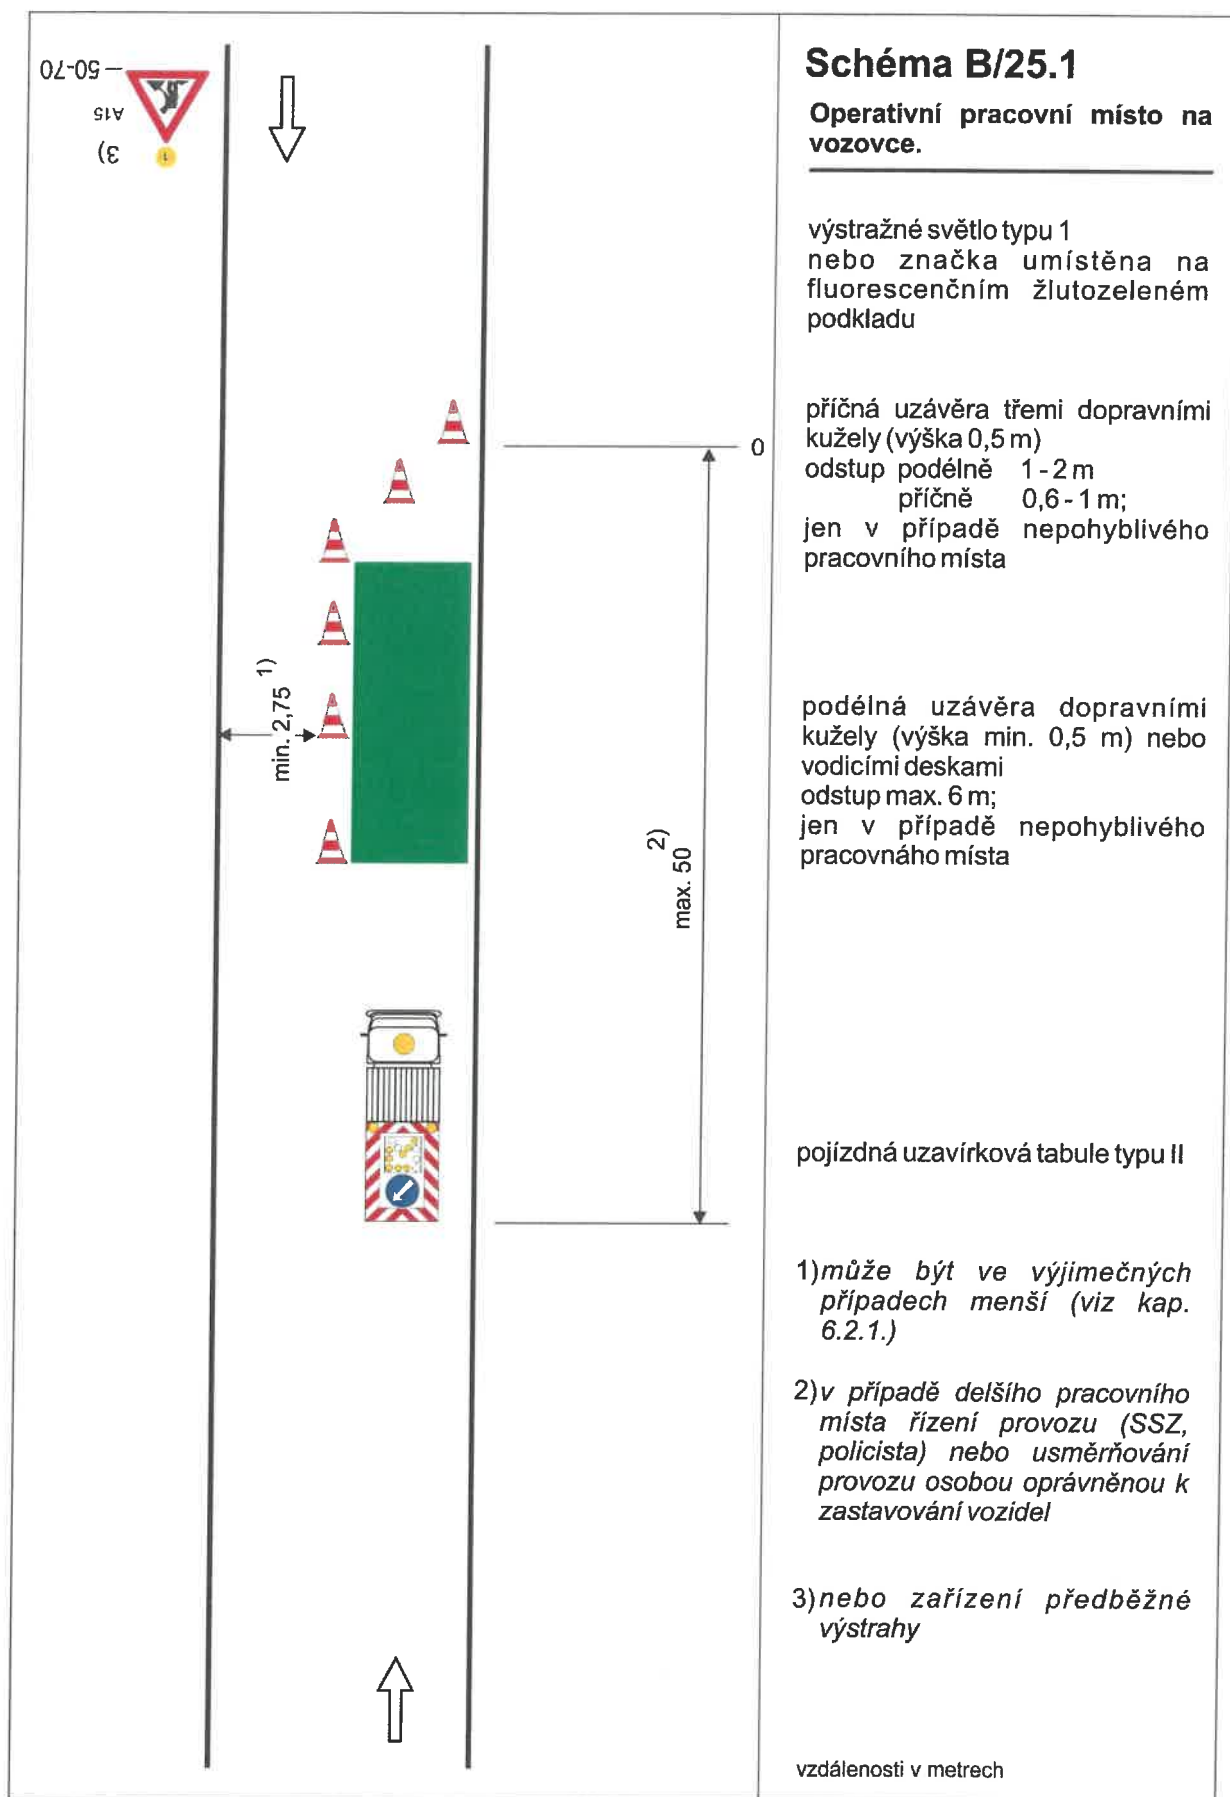 50-70
A15
3)
1
0
min. 2,75 1)
max. 50 2)
Schéma B/25.1
Operativní pracovní místo na
vozovce.
výstražné světlo typu 1
nebo značka umístěna na
fluorescenčním žlutozeleném
podkladu
příčná uzávěra třemi dopravními
kužely (výška 0,5 m)
odstup podélně 1 - 2 m
příčně 0,6 - 1 m;
jen v případě nepohyblivého
pracovního místa
podélná uzávěra dopravními
kužely (výška min. 0,5 m) nebo
vodicími deskami
odstup max. 6 m;
jen v případě nepohyblivého
pracovnáho místa
pojízdná uzavírková tabule typu II
1) může být ve výjimečných
případech menší (viz kap.
6.2.1.)
2) v případě delšího pracovního
místa řízení provozu (SSZ,
policista) nebo usměrňování
provozu osobou oprávněnou k
zastavování vozidel
3) nebo zařízení předběžné
výstrahy
vzdálenosti v metrech